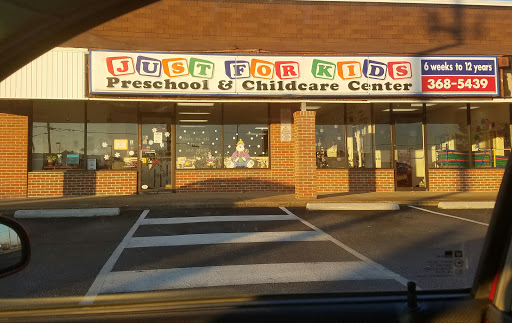 JUST FOR KIDS
Preschool & Childcare Center
6 weeks to 12 years
368-5439